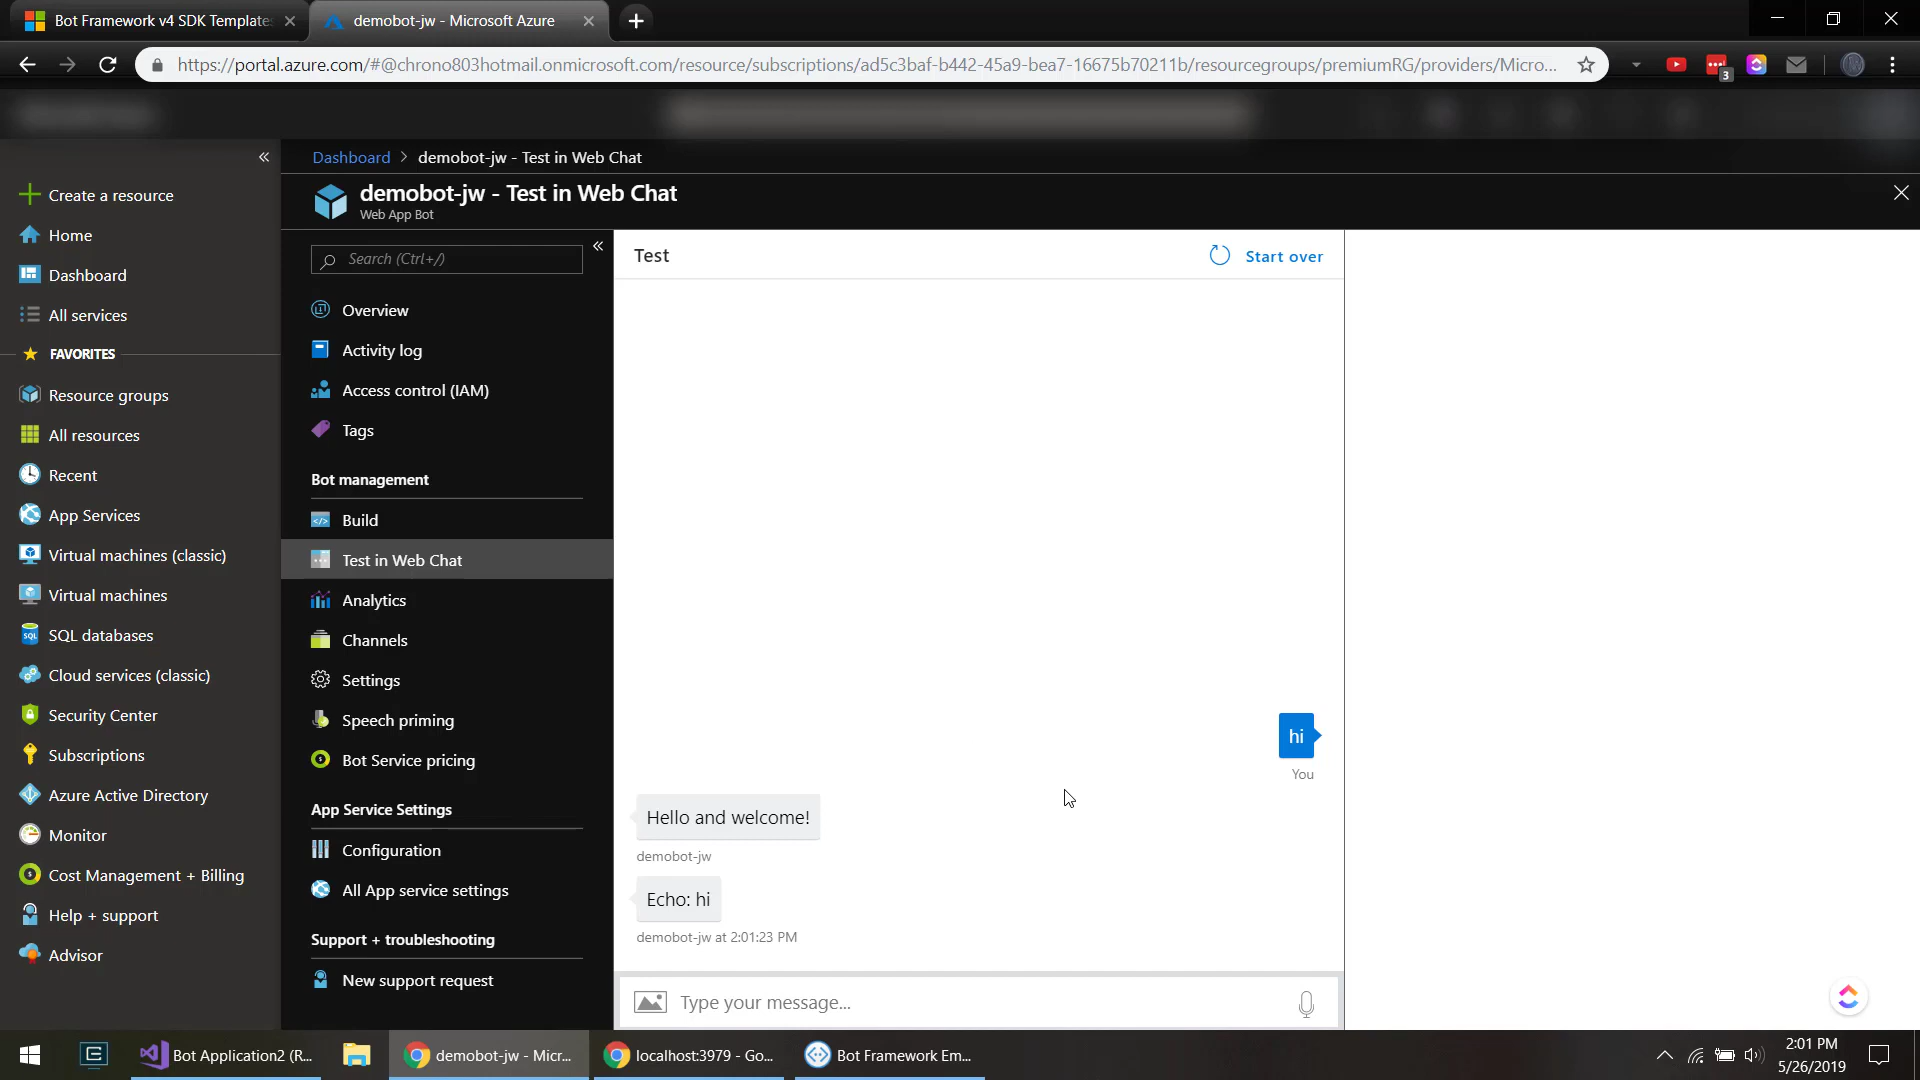 Bot Framework v4 SDK Templates
demobot-jw - Microsoft Azure
https://portal.azure.com/#@chrono803hotmail.onmicrosoft.com/resource/subscriptions/ad5c3baf-b442-45a9-bea7-16675b70211b/resourcegroups/premiumRG/providers/Micro...
3
Dashboard > demobot-jw - Test in Web Chat
demobot-jw - Test in Web Chat
Web App Bot
Create a resource
Home
Dashboard
All services
FAVORITES
Resource groups
All resources
Recent
App Services
Virtual machines (classic)
Virtual machines
SQL databases
Cloud services (classic)
Security Center
Subscriptions
Azure Active Directory
Monitor
Cost Management + Billing
Help + support
Advisor
Search (Ctrl+/)
Overview
Activity log
Access control (IAM)
Tags
Bot management
Build
Test in Web Chat
Analytics
Channels
Settings
Speech priming
Bot Service pricing
App Service Settings
Configuration
All App service settings
Support + troubleshooting
New support request
Test
Start over
hi
You
Hello and welcome!
demobot-jw
Echo: hi
demobot-jw at 2:01:23 PM
Type your message...
Bot Application2 (R...
demobot-jw - Micr...
localhost:3979 - Go...
Bot Framework Em...
2:01 PM
5/26/2019